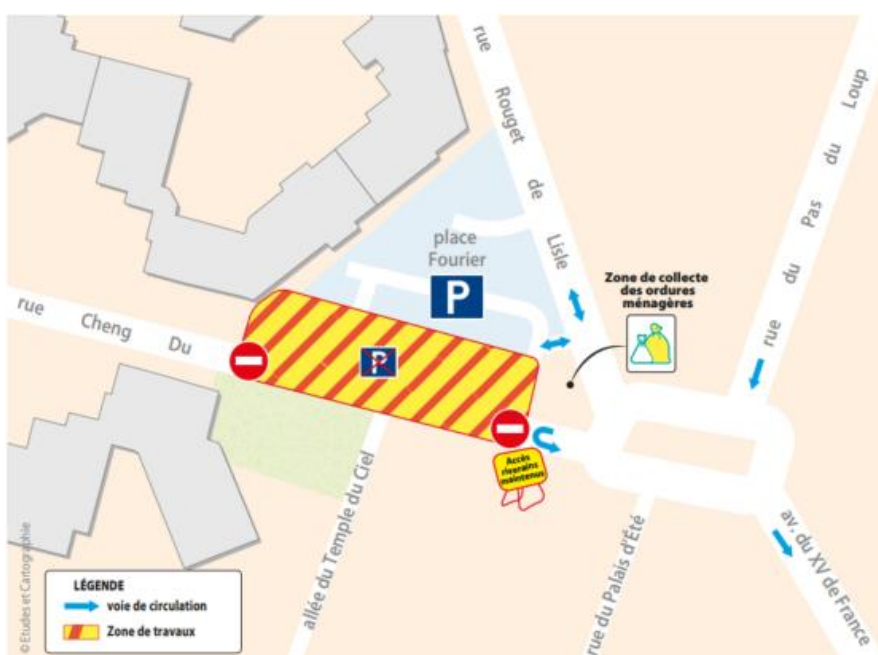 rue Rouget de Lisle
rue du Pas du Loup
place
Fourier
P
Zone de collecte
des ordures
ménagères
rue Cheng Du
P
Accès
riverains
maintenus
allée du Temple du Ciel
rue du Palais d'Été
av. du XV de France
© Etudes et Cartographie
LÉGENDE
voie de circulation
Zone de travaux